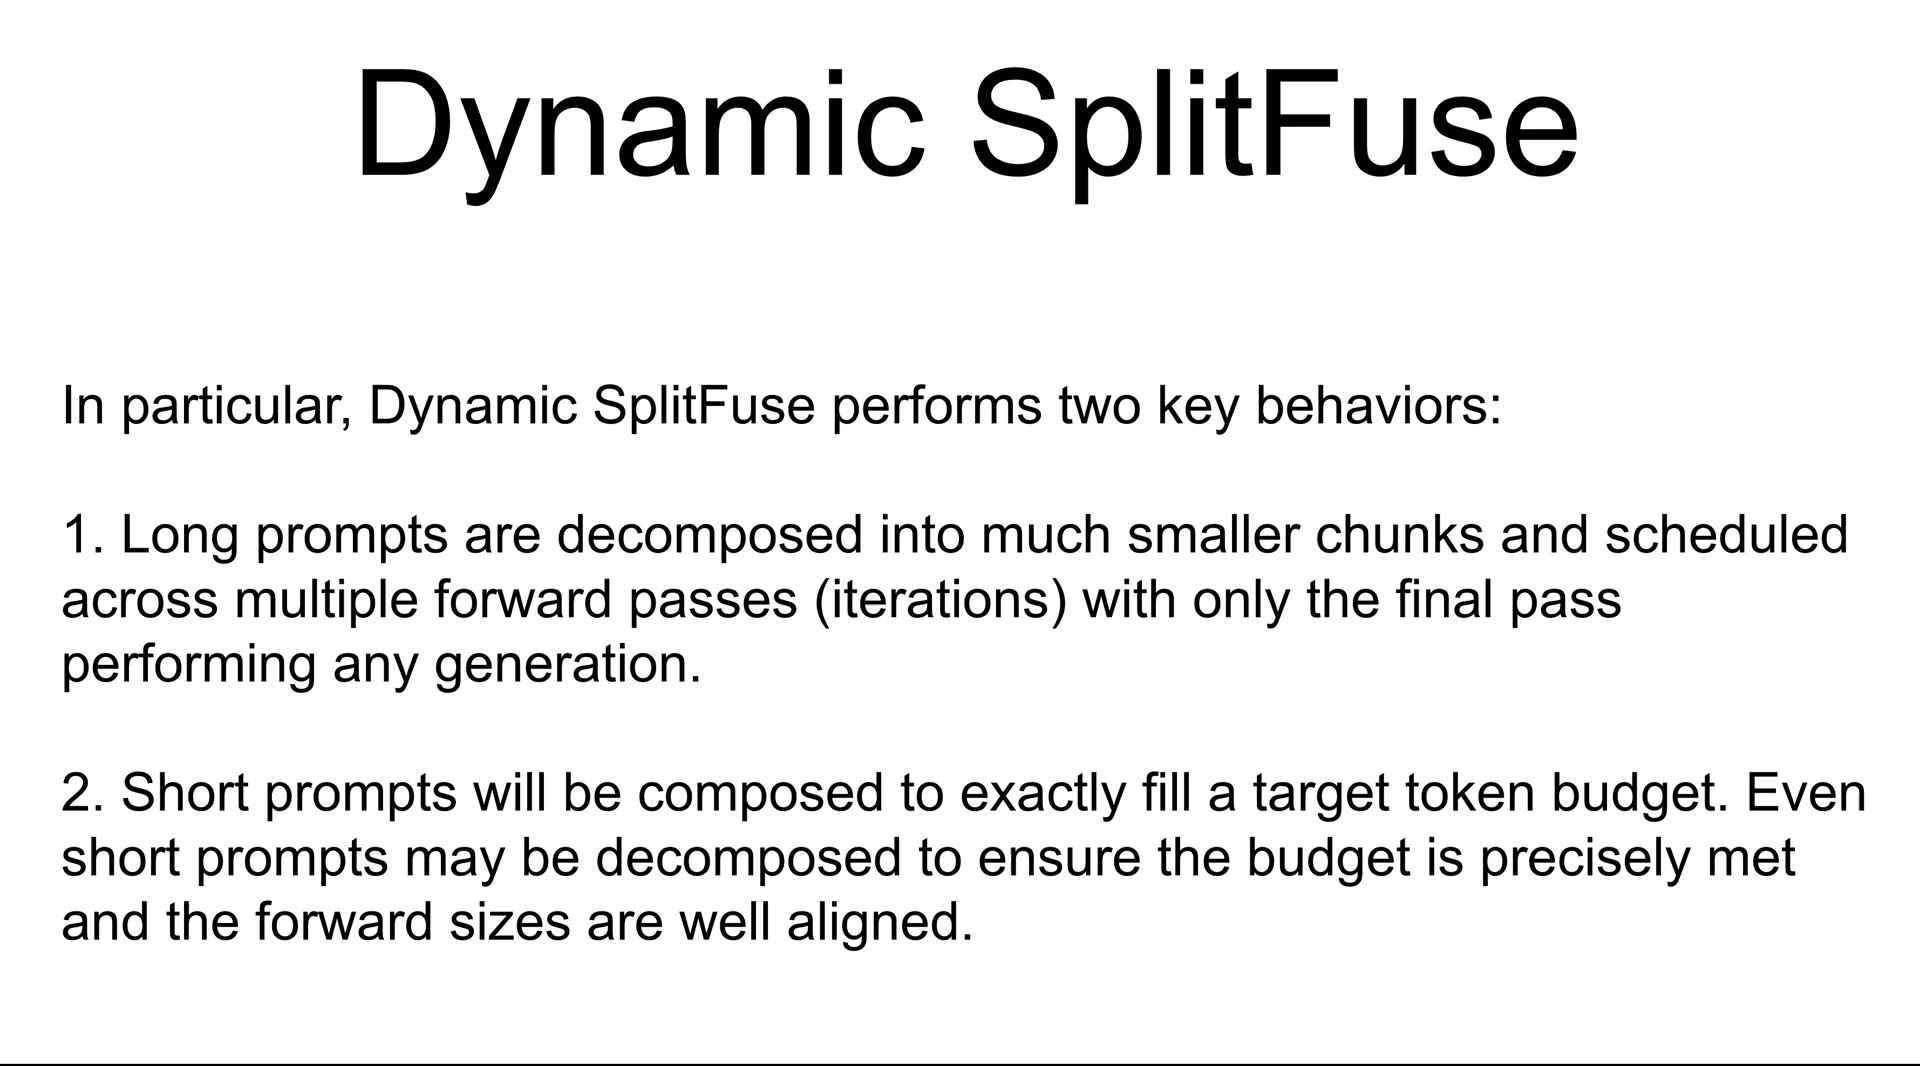 Dynamic SplitFuse
In particular, Dynamic SplitFuse performs two key behaviors:
1. Long prompts are decomposed into much smaller chunks and scheduled
across multiple forward passes (iterations) with only the final pass
performing any generation.
2. Short prompts will be composed to exactly fill a target token budget. Even
short prompts may be decomposed to ensure the budget is precisely met
and the forward sizes are well aligned.